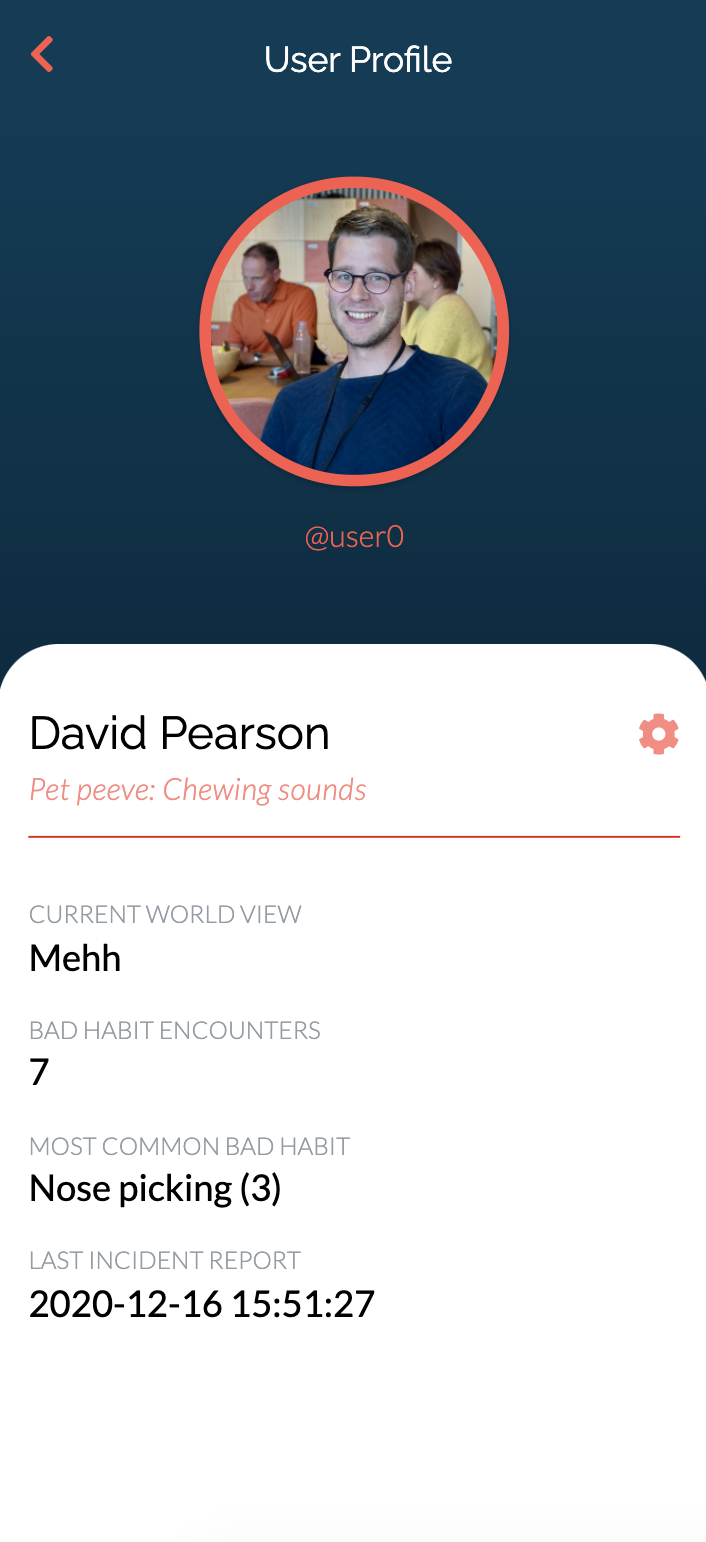 User Profile
@user0
David Pearson
Pet peeve: Chewing sounds
CURRENT WORLD VIEW
Mehh
BAD HABIT ENCOUNTERS
7
MOST COMMON BAD HABIT
Nose picking (3)
LAST INCIDENT REPORT
2020-12-16 15:51:27